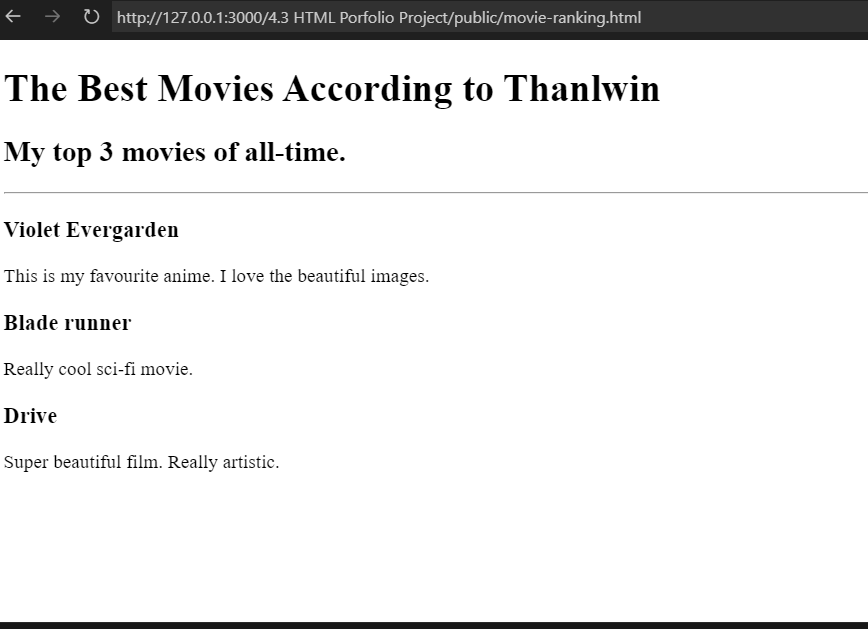 http://127.0.0.1:3000/4.3 HTML Porfolio Project/public/movie-ranking.html
The Best Movies According to Thanlwin
My top 3 movies of all-time.
Violet Evergarden
This is my favourite anime. I love the beautiful images.
Blade runner
Really cool sci-fi movie.
Drive
Super beautiful film. Really artistic.